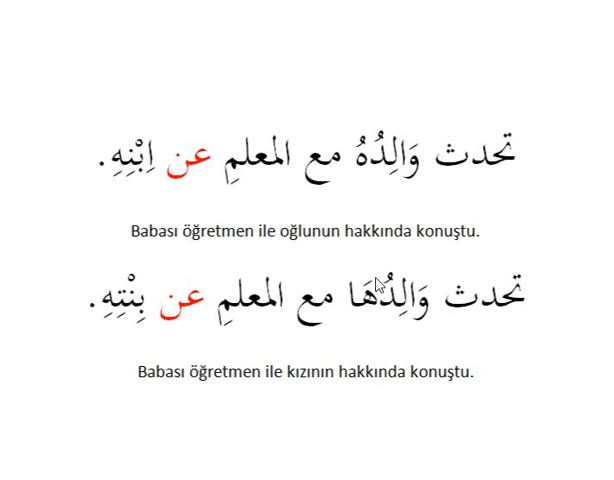 تحدث وَالِدُهُ مع المعلمِ عن اِبْنِهِ.
Babası öğretmen ile oğlunun hakkında konuştu.
تحدث وَالِدُهَا مع المعلمِ عن بِنْتِهِ.
Babası öğretmen ile kızının hakkında konuştu.